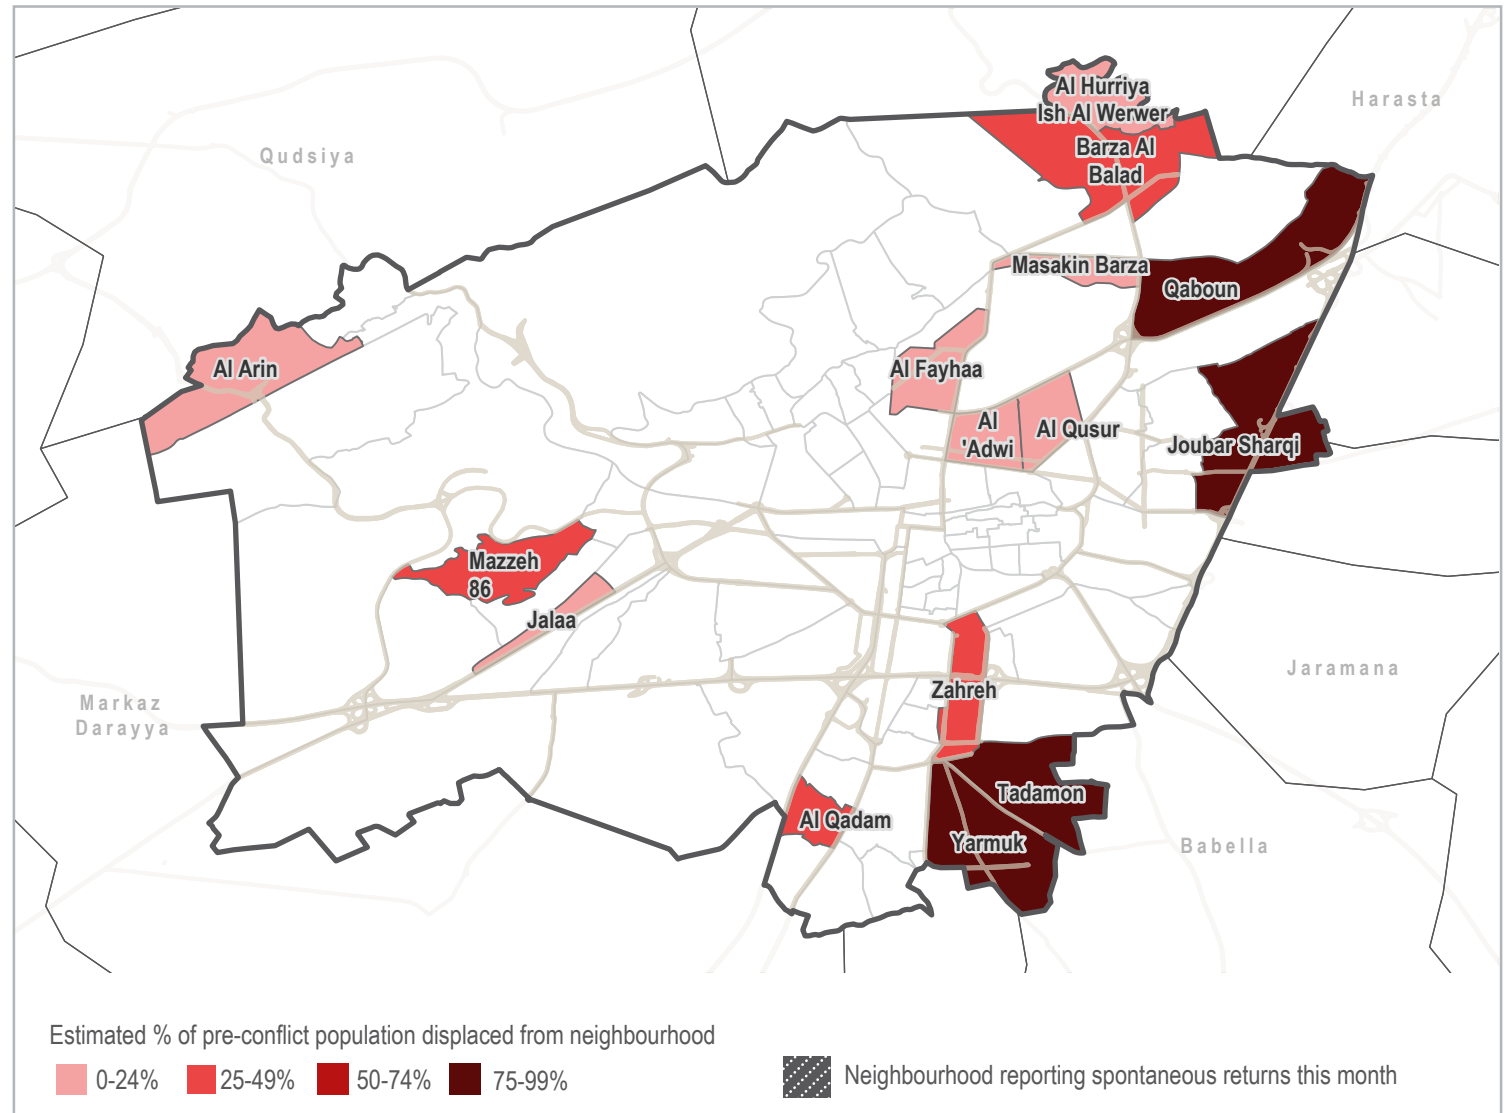 Al Hurriya
Ish Al Werwer
Harasta
Barza Al
Balad
Qudsiya
Masakin Barza
Qaboun
Al Arin
Al Fayhaa
Al
'Adwi
Al Qusur
Joubar Sharqi
Mazzeh
86
Jalaa
Jaramana
Zahreh
Markaz
Darayya
Tadamon
Al Qadam
Yarmuk
Babella
Estimated % of pre-conflict population displaced from neighbourhood
0-24%
25-49%
50-74%
75-99%
Neighbourhood reporting spontaneous returns this month